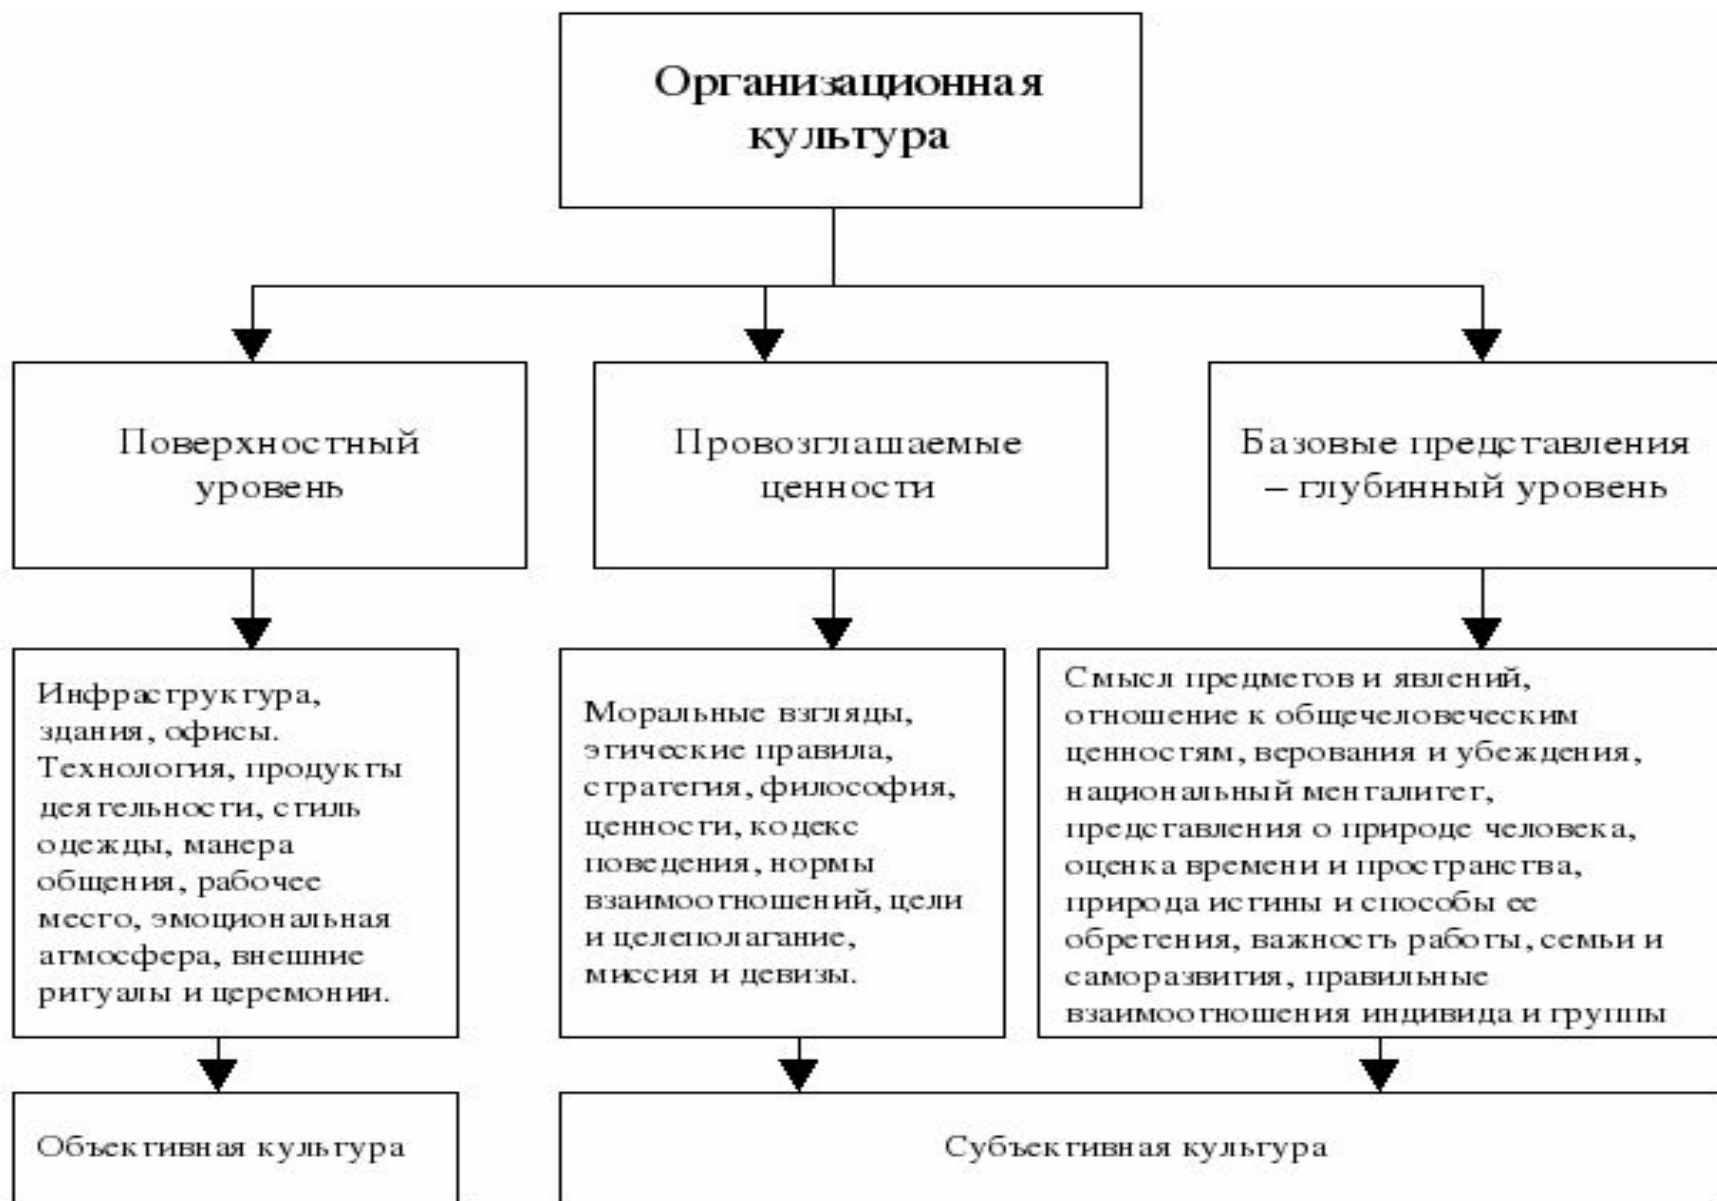 Организационная
культура
Поверхностный
уровень
Провозглашаемые
ценности
Базовые представления
– глубинный уровень
Инфраструктура,
здания, офисы.
Технология, продукты
деятельности, стиль
одежды, манера
общения, рабочее
место, эмоциональная
атмосфера, внешние
ритуалы и церемонии.
Моральные взгляды,
этические правила,
стратегия, философия,
ценности, кодекс
поведения, нормы
взаимоотношений, цели
и целеполагание,
миссия и девизы.
Смысл предметов и явлений,
отношение к общечеловеческим
ценностям, верования и убеждения,
национальный менталитет,
представления о природе человека,
оценка времени и пространства,
природа истины и способы ее
обретения, важность работы, семьи и
саморазвития, правильные
взаимоотношения индивида и группы
Объективная культура
Субъективная культура